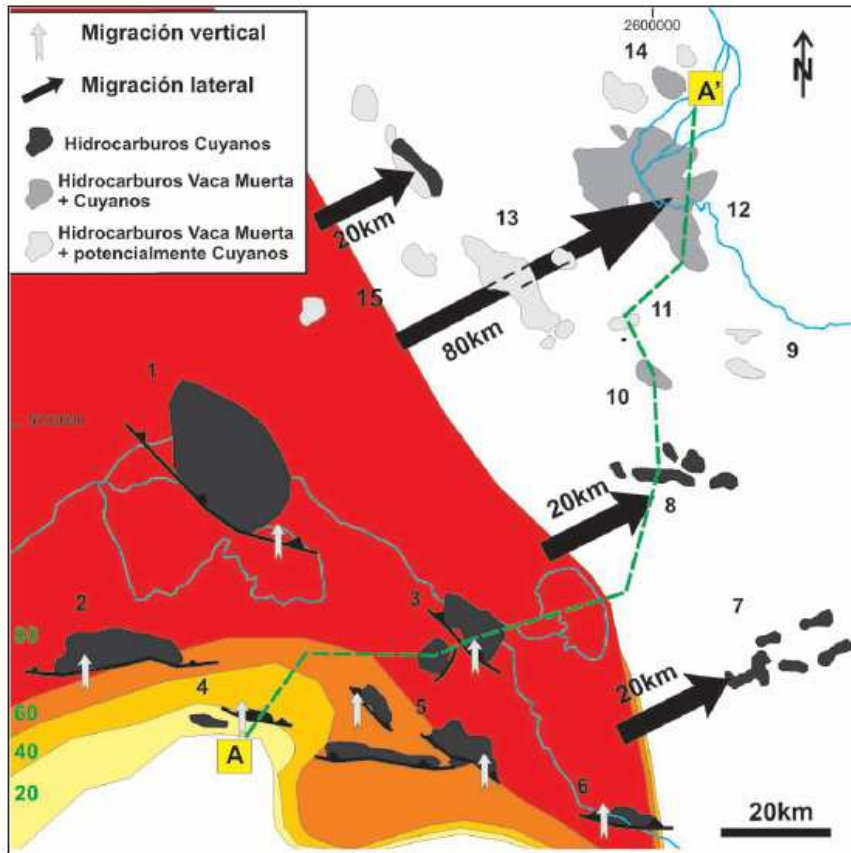 Migración vertical
Migración lateral
Hidrocarburos Cuyanos
Hidrocarburos Vaca Muerta
+ Cuyanos
Hidrocarburos Vaca Muerta
+ potencialmente Cuyanos
2600000
N
14
A'
12
13
20km
15
80km
11
9
10
1
20km
8
3
2
7
80
4
60
5
20km
40
A
20
6
20km